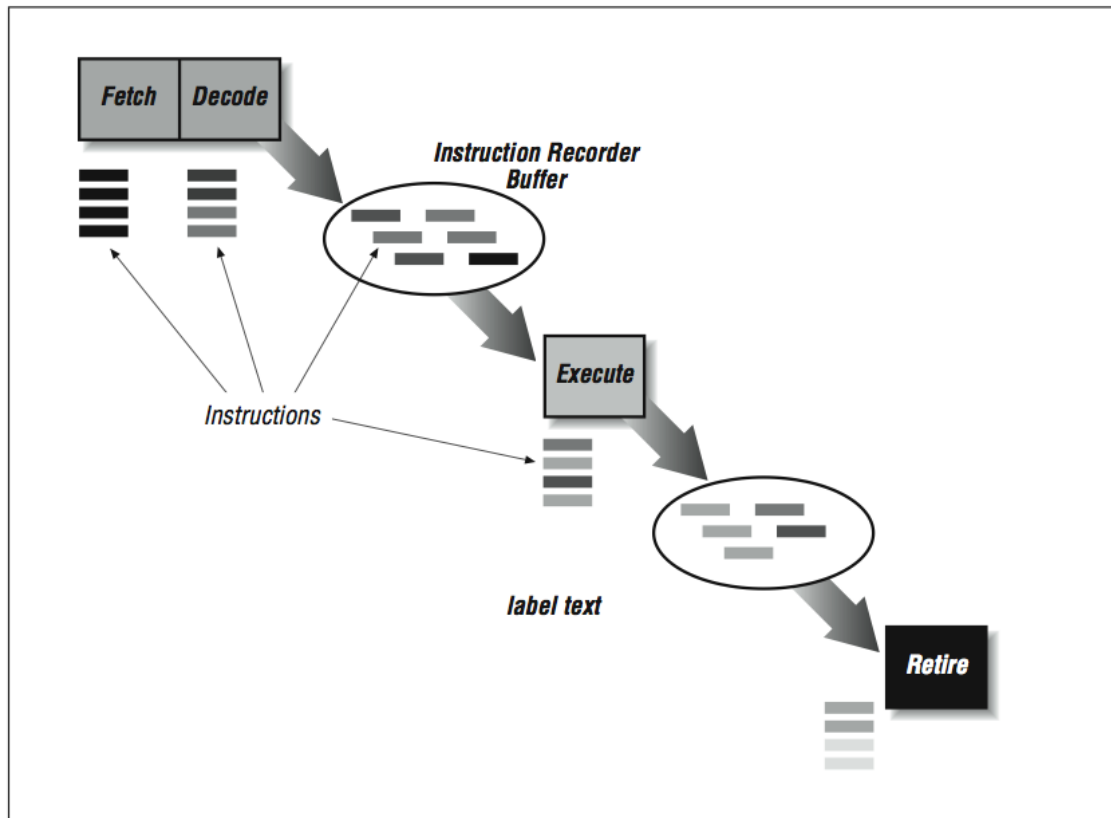 Fetch
Decode
Instruction Recorder
Buffer
Execute
Instructions
label text
Retire